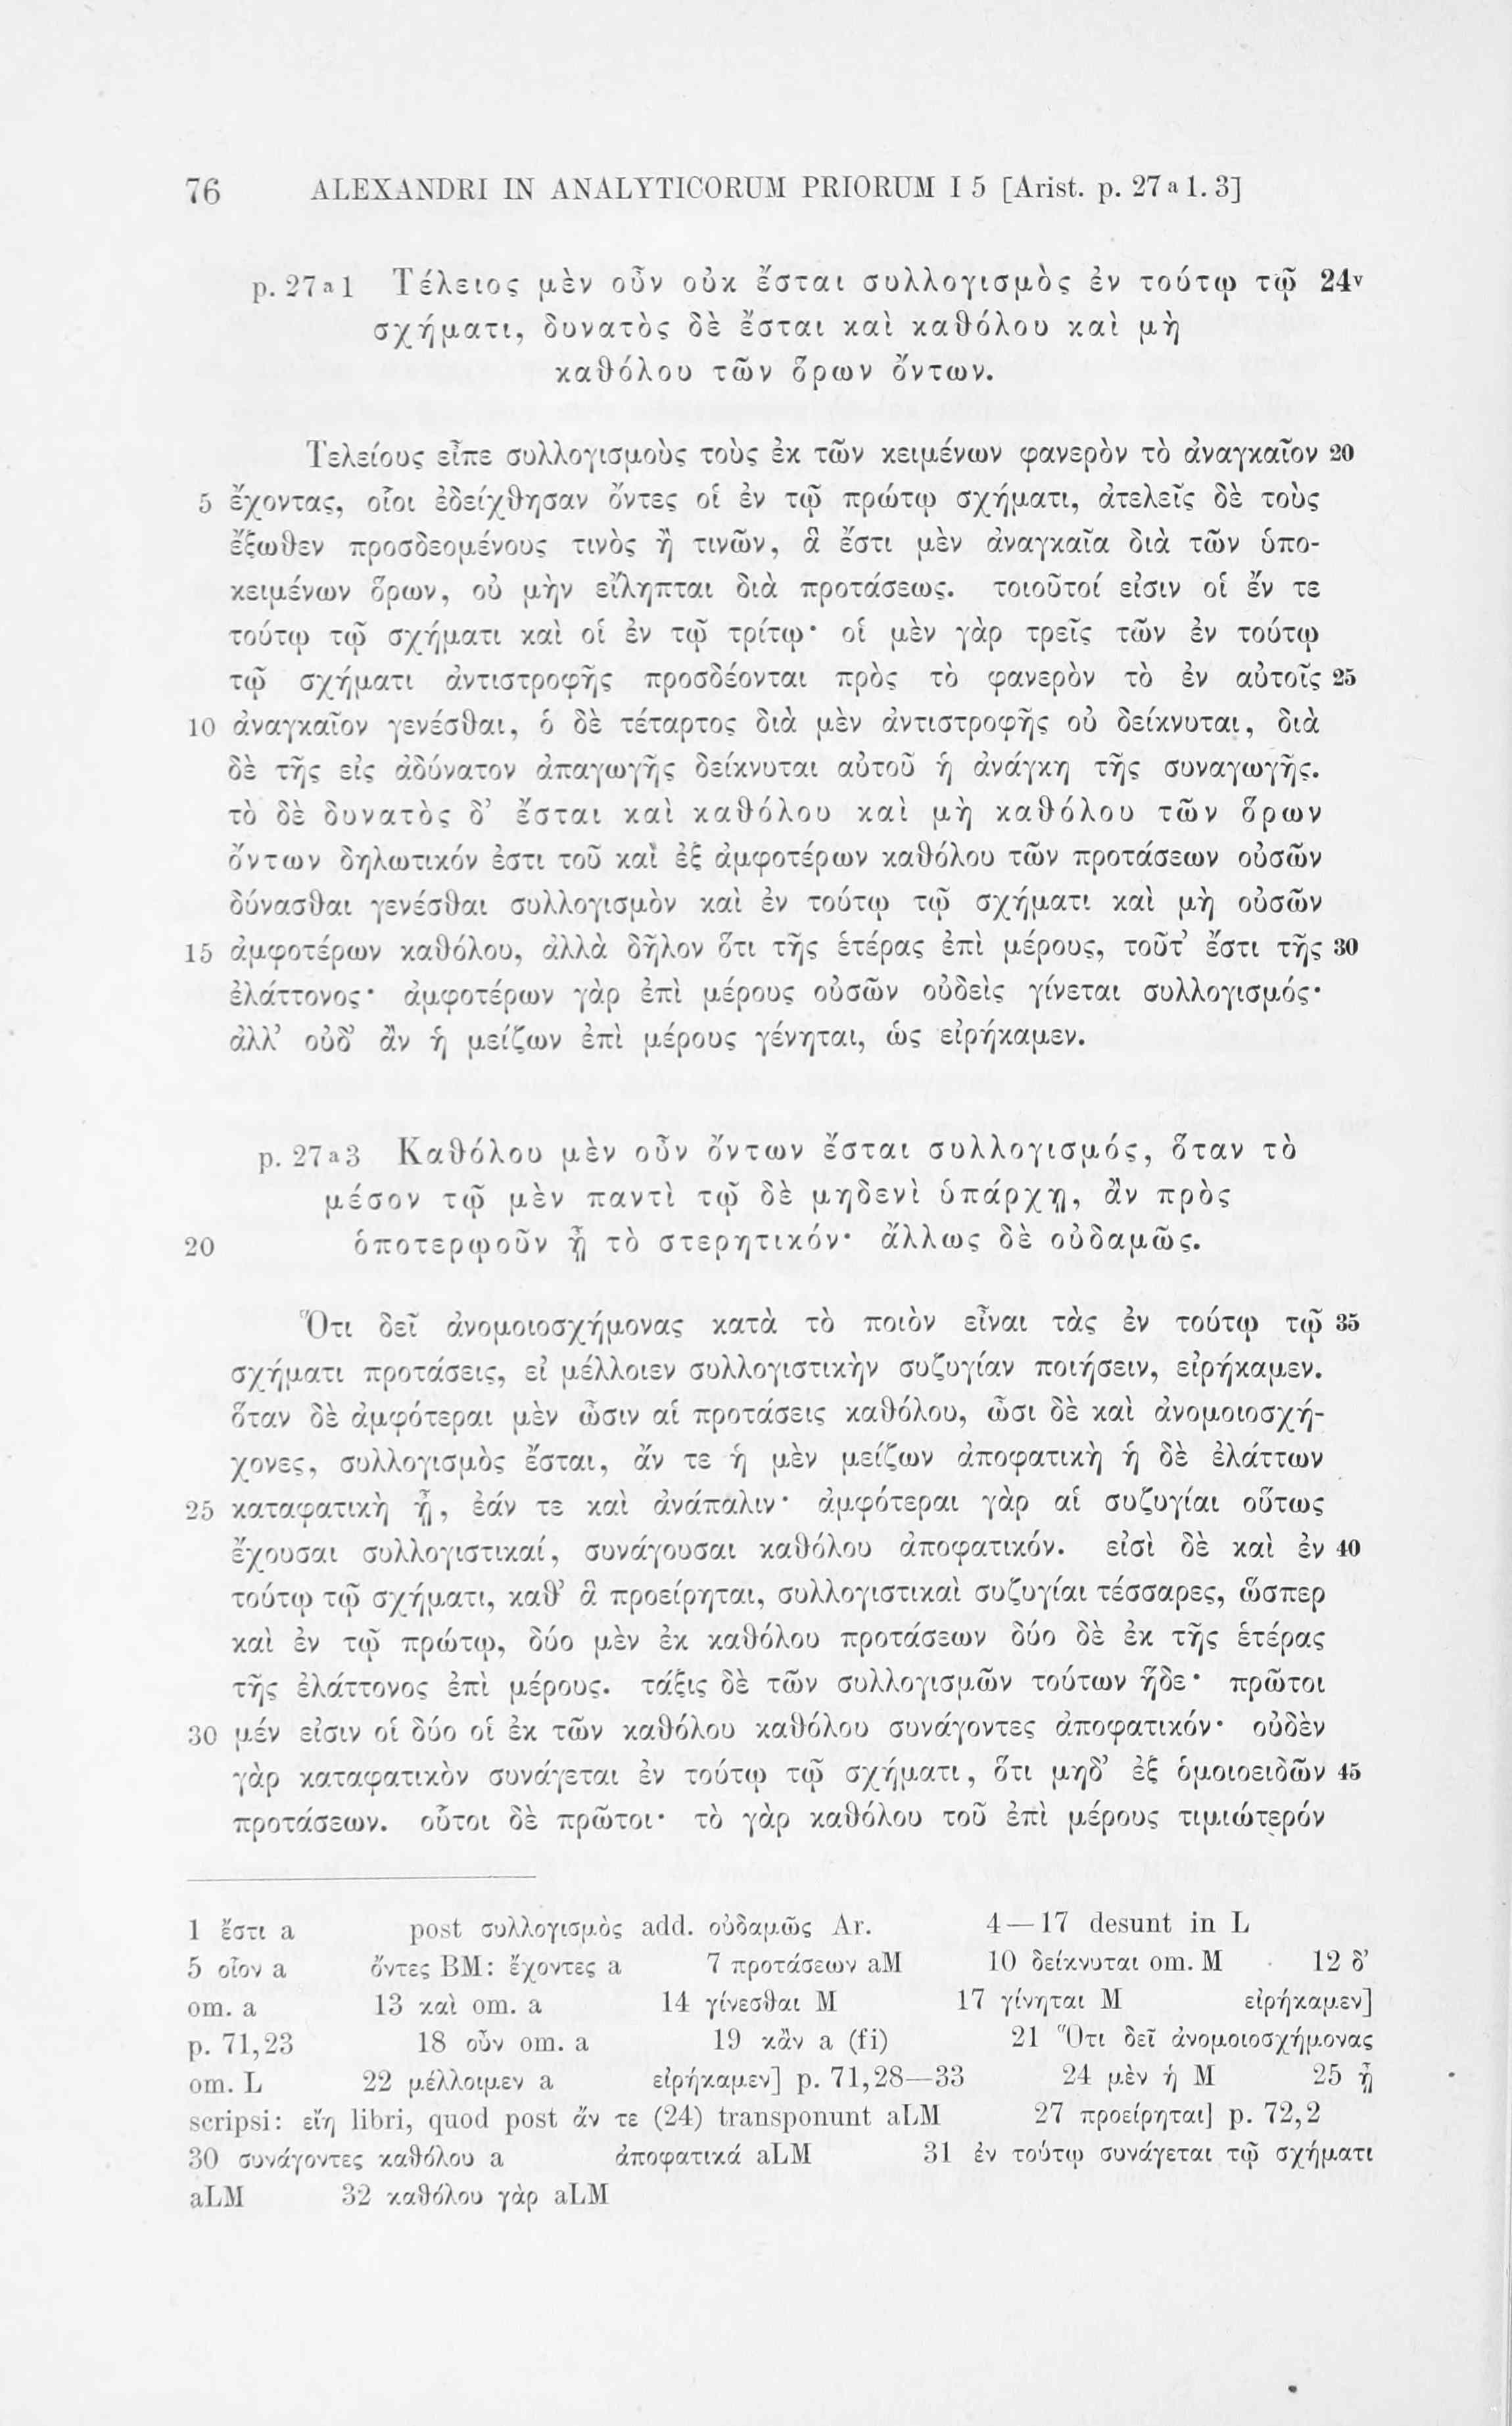 76 ALEXANDRI IN ANALYTICORUM PRIORUM I 5 [Arist. p. 27 a 1. 3]
p. 27 a 1 Τέλειος μὲν οὖν οὐκ ἔσται συλλογισμὸς ἐν τούτῳ τῷ 24v
σχήματι, δυνατὸς δὲ ἔσται καὶ καθόλου καὶ μὴ
καθόλου τῶν ὅρων ὄντων.
Τελείους εἶπε συλλογισμοὺς τοὺς ἐκ τῶν κειμένων φανερὸν τὸ ἀναγκαῖον 20
5 ἔχοντας, οἷοι ἐδείχθησαν ὄντες οἱ ἐν τῷ πρώτῳ σχήματι, ἀτελεῖς δὲ τοὺς
ἔξωθεν προσδεομένους τινὸς ἢ τινῶν, ἃ ἔστι μὲν ἀναγκαῖα διὰ τῶν ὑπο-
κειμένων ὅρων, οὐ μὴν εἴληπται διὰ προτάσεως. τοιοῦτοί εἰσιν οἱ ἔν τε
τούτῳ τῷ σχήματι καὶ οἱ ἐν τῷ τρίτῳ· οἱ μὲν γὰρ τρεῖς τῶν ἐν τούτῳ
τῷ σχήματι ἀντιστροφῆς προσδέονται πρὸς τὸ φανερὸν τὸ ἐν αὐτοῖς 25
10 ἀναγκαῖον γενέσθαι, ὁ δὲ τέταρτος διὰ μὲν ἀντιστροφῆς οὐ δείκνυται, διὰ
δὲ τῆς εἰς ἀδύνατον ἀπαγωγῆς δείκνυται αὐτοῦ ἡ ἀνάγκη τῆς συναγωγῆς.
τὸ δὲ δυνατὸς δ’ ἔσται καὶ καθόλου καὶ μὴ καθόλου τῶν ὅρων
ὄντων δηλωτικόν ἐστι τοῦ καὶ ἐξ ἀμφοτέρων καθόλου τῶν προτάσεων οὐσῶν
δύνασθαι γενέσθαι συλλογισμὸν καὶ ἐν τούτῳ τῷ σχήματι καὶ μὴ οὐσῶν
15 ἀμφοτέρων καθόλου, ἀλλὰ δῆλον ὅτι τῆς ἑτέρας ἐπὶ μέρους, τοῦτ’ ἔστι τῆς 30
ἐλάττονος· ἀμφοτέρων γὰρ ἐπὶ μέρους οὐσῶν οὐδεὶς γίνεται συλλογισμός·
ἀλλ’ οὐδ’ ἂν ἡ μείζων ἐπὶ μέρους γένηται, ὡς εἰρήκαμεν.
p. 27 a 3 Καθόλου μὲν οὖν ὄντων ἔσται συλλογισμός, ὅταν τὸ
μέσον τῷ μὲν παντὶ τῷ δὲ μηδενὶ ὑπάρχῃ, ἂν πρὸς
20 ὁποτερῳοῦν ᾖ τὸ στερητικόν· ἄλλως δὲ οὐδαμῶς.
Ὅτι δεῖ ἀνομοιοσχήμονας κατὰ τὸ ποιὸν εἶναι τὰς ἐν τούτῳ τῷ 35
σχήματι προτάσεις, εἰ μέλλοιεν συλλογιστικὴν συζυγίαν ποιήσειν, εἰρήκαμεν.
ὅταν δὲ ἀμφότεραι μὲν ὦσιν αἱ προτάσεις καθόλου, ὦσι δὲ καὶ ἀνομοιοσχή-
χονες, συλλογισμὸς ἔσται, ἄν τε ἡ μὲν μείζων ἀποφατικὴ ἡ δὲ ἐλάττων
25 καταφατικὴ ᾖ, ἐάν τε καὶ ἀνάπαλιν· ἀμφότεραι γὰρ αἱ συζυγίαι οὕτως
ἔχουσαι συλλογιστικαί, συνάγουσαι καθόλου ἀποφατικόν. εἰσὶ δὲ καὶ ἐν 40
τούτῳ τῷ σχήματι, καθ’ ἃ προείρηται, συλλογιστικαὶ συζυγίαι τέσσαρες, ὥσπερ
καὶ ἐν τῷ πρώτῳ, δύο μὲν ἐκ καθόλου προτάσεων δύο δὲ ἐκ τῆς ἑτέρας
τῆς ἐλάττονος ἐπὶ μέρους. τάξις δὲ τῶν συλλογισμῶν τούτων ἥδε· πρῶτοι
30 μέν εἰσιν οἱ δύο οἱ ἐκ τῶν καθόλου καθόλου συνάγοντες ἀποφατικόν· οὐδὲν
γὰρ καταφατικὸν συνάγεται ἐν τούτῳ τῷ σχήματι, ὅτι μηδ’ ἐξ ὁμοιοειδῶν 45
προτάσεων. οὗτοι δὲ πρῶτοι· τὸ γὰρ καθόλου τοῦ ἐπὶ μέρους τιμιώτερόν
1 ἔστι a post συλλογισμὸς add. οὐδαμῶς Ar. 4—17 desunt in L
5 οἷον a ὄντες BM: ἔχοντες a 7 προτάσεων aM 10 δείκνυται om. M 12 δ’
om. a 13 καὶ om. a 14 γίνεσθαι M 17 γίνηται M εἰρήκαμεν]
p. 71,23 18 οὖν om. a 19 κἂν a (fi) 21 Ὅτι δεῖ ἀνομοιοσχήμονας
om. L 22 μέλλοιμεν a εἰρήκαμεν] p. 71,28—33 24 μὲν ἡ M 25 ᾖ
scripsi: εἴη libri, quod post ἄν τε (24) transponunt aLM 27 προείρηται] p. 72,2
30 συνάγοντες καθόλου a ἀποφατικά aLM 31 ἐν τούτῳ συνάγεται τῷ σχήματι
aLM 32 καθόλου γὰρ aLM